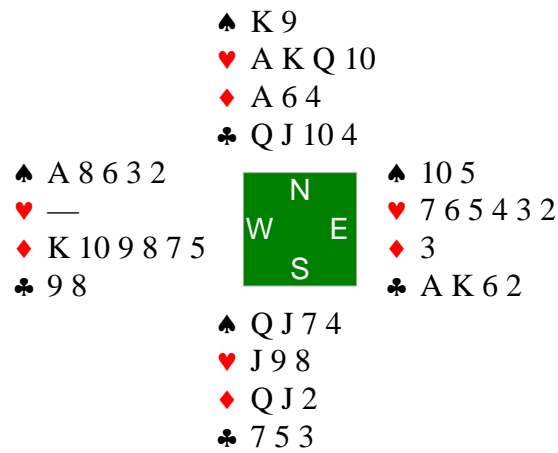 ♠ K 9
♥ A K Q 10
♦ A 6 4
♣ Q J 10 4
♠ A 8 6 3 2
♥ —
♦ K 10 9 8 7 5
♣ 9 8
N
W E
S
♠ 10 5
♥ 7 6 5 4 3 2
♦ 3
♣ A K 6 2
♠ Q J 7 4
♥ J 9 8
♦ Q J 2
♣ 7 5 3